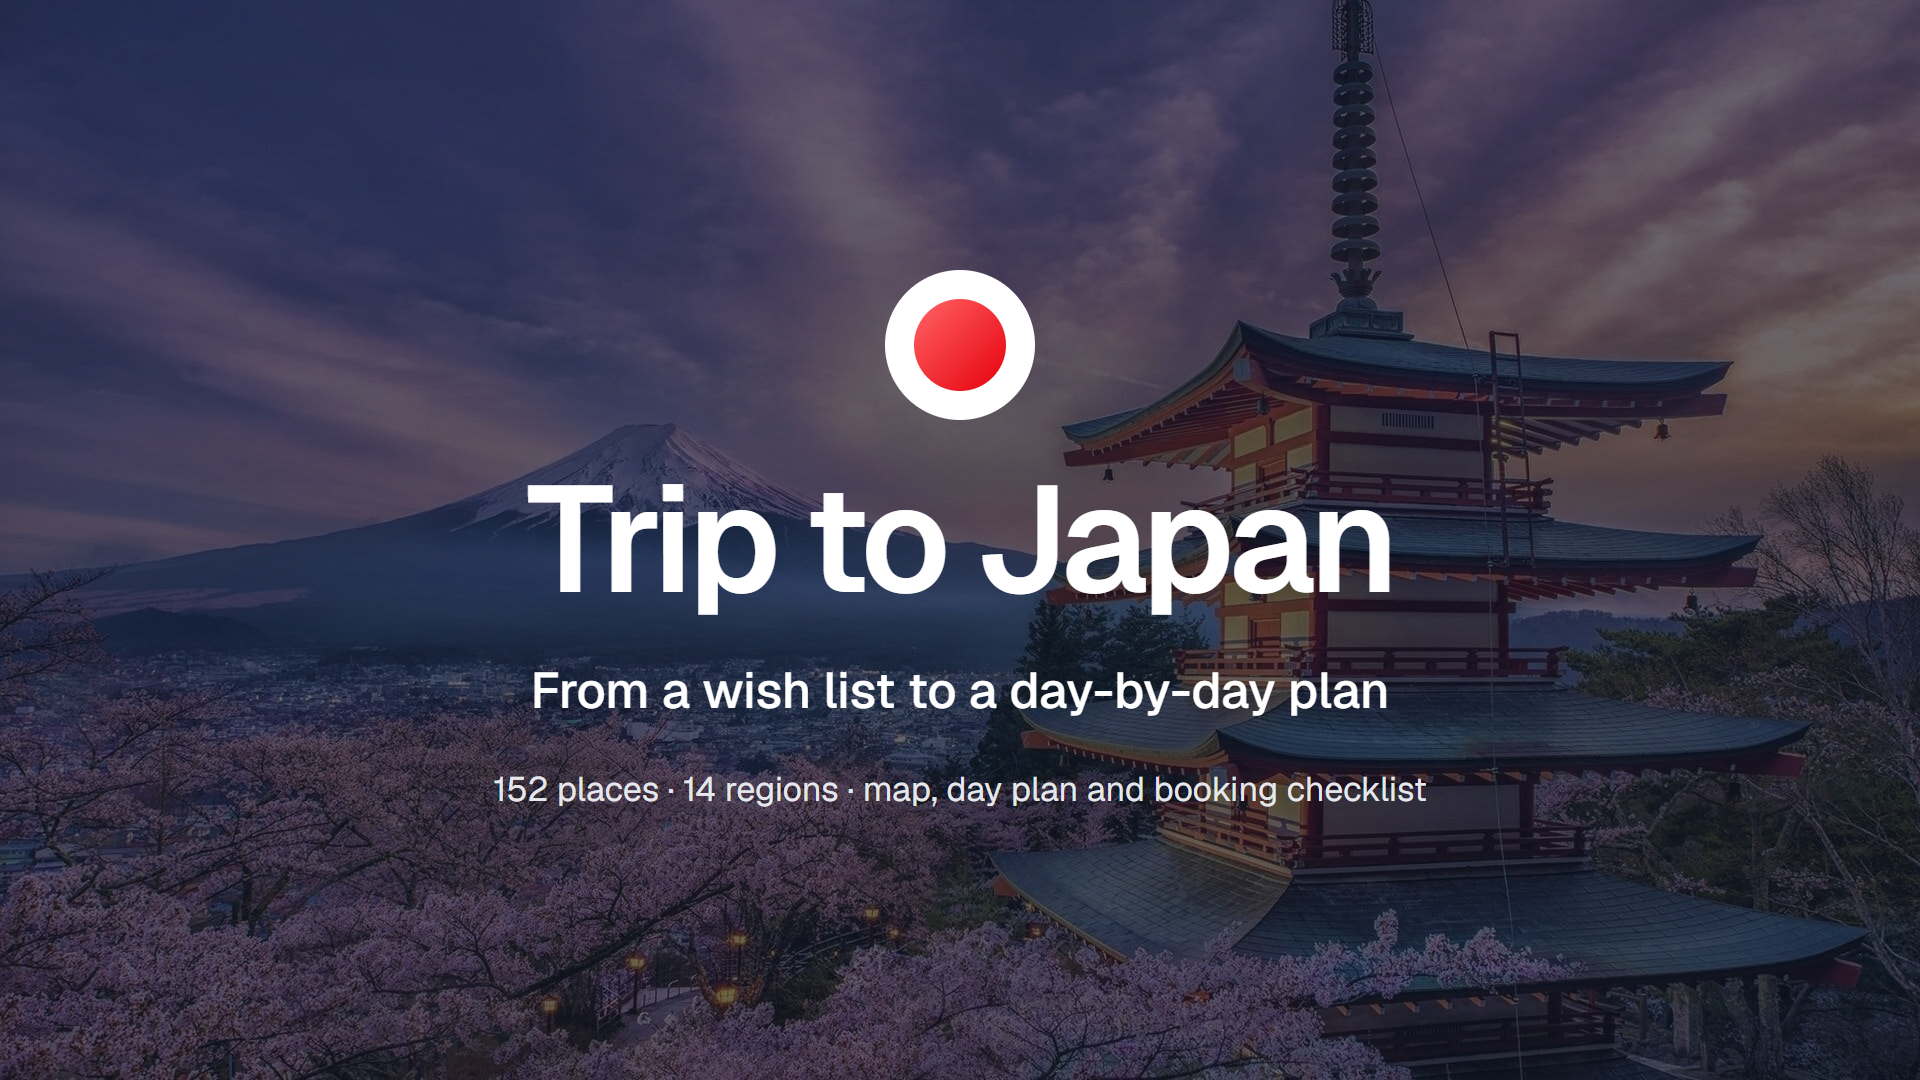 Trip to Japan
From a wish list to a day-by-day plan
152 places · 14 regions · map, day plan and booking checklist